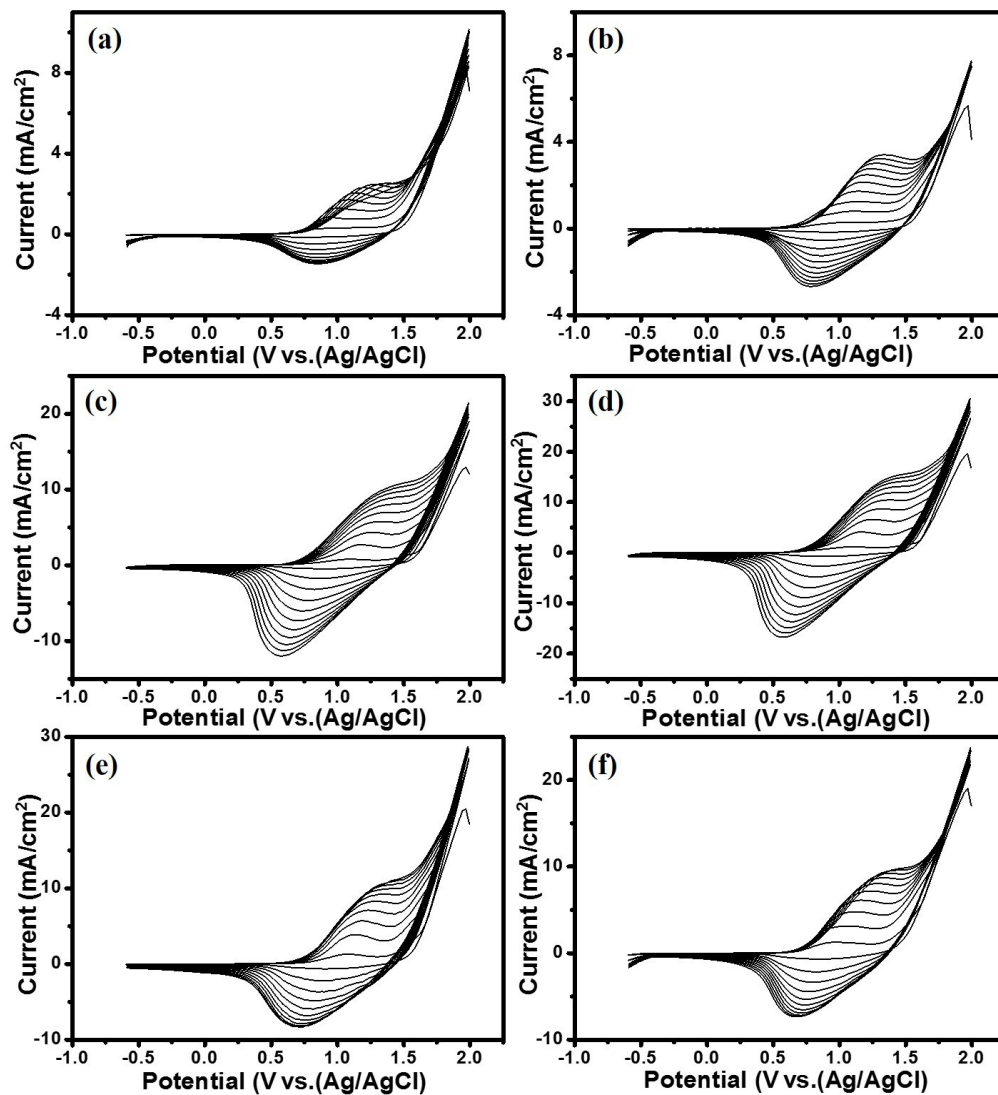 (a)
Current (mA/cm²)
8
4
0
-4
-1.0 -0.5 0.0 0.5 1.0 1.5 2.0
Potential (V vs.(Ag/AgCl)
(b)
Current (mA/cm²)
8
4
0
-4
-1.0 -0.5 0.0 0.5 1.0 1.5 2.0
Potential (V vs.(Ag/AgCl)
(c)
Current (mA/cm²)
20
10
0
-10
-1.0 -0.5 0.0 0.5 1.0 1.5 2.0
Potential (V vs.(Ag/AgCl)
(d)
Current (mA/cm²)
30
20
10
0
-10
-20
-1.0 -0.5 0.0 0.5 1.0 1.5 2.0
Potential (V vs.(Ag/AgCl)
(e)
Current (mA/cm²)
30
20
10
0
-10
-1.0 -0.5 0.0 0.5 1.0 1.5 2.0
Potential (V vs.(Ag/AgCl)
(f)
Current (mA/cm²)
20
10
0
-10
-1.0 -0.5 0.0 0.5 1.0 1.5 2.0
Potential (V vs.(Ag/AgCl)